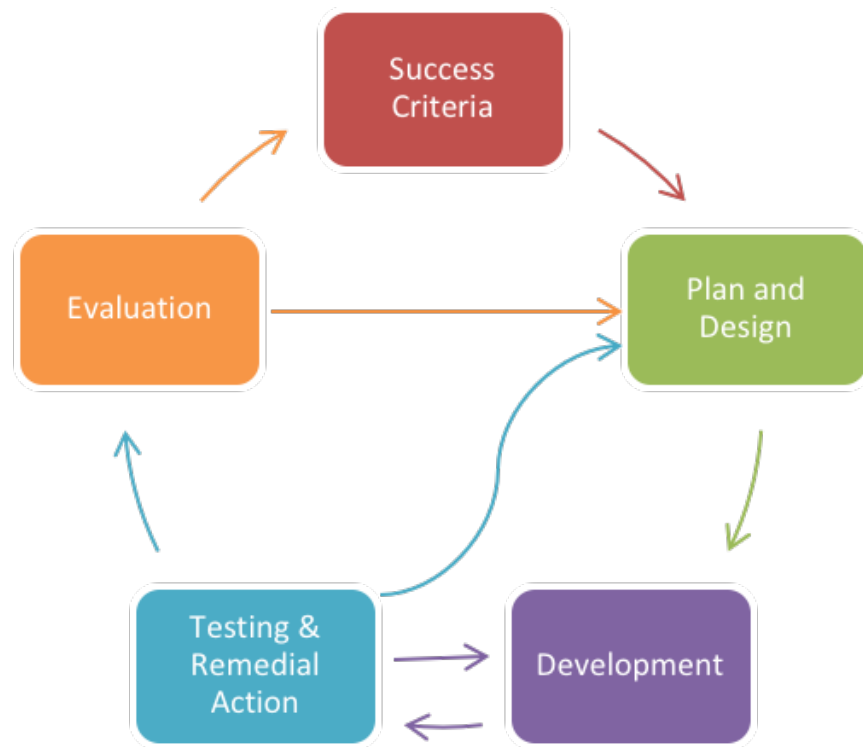 Success
Criteria
Evaluation
Plan and
Design
Testing &
Remedial
Action
Development